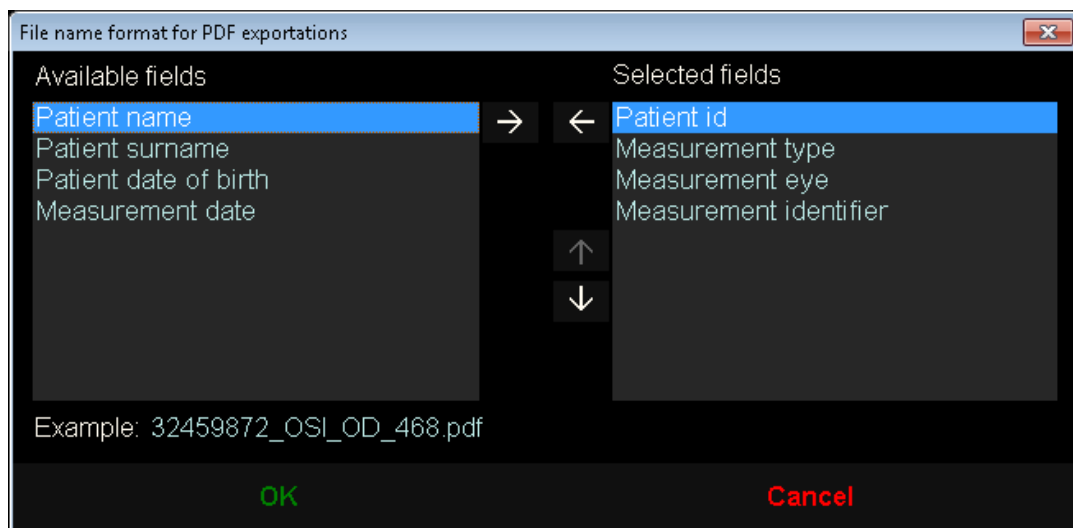 File name format for PDF exportations
Available fields
Selected fields
Patient name
Patient surname
Patient date of birth
Measurement date
Patient id
Measurement type
Measurement eye
Measurement identifier
Example: 32459872_OSI_OD_468.pdf
OK
Cancel